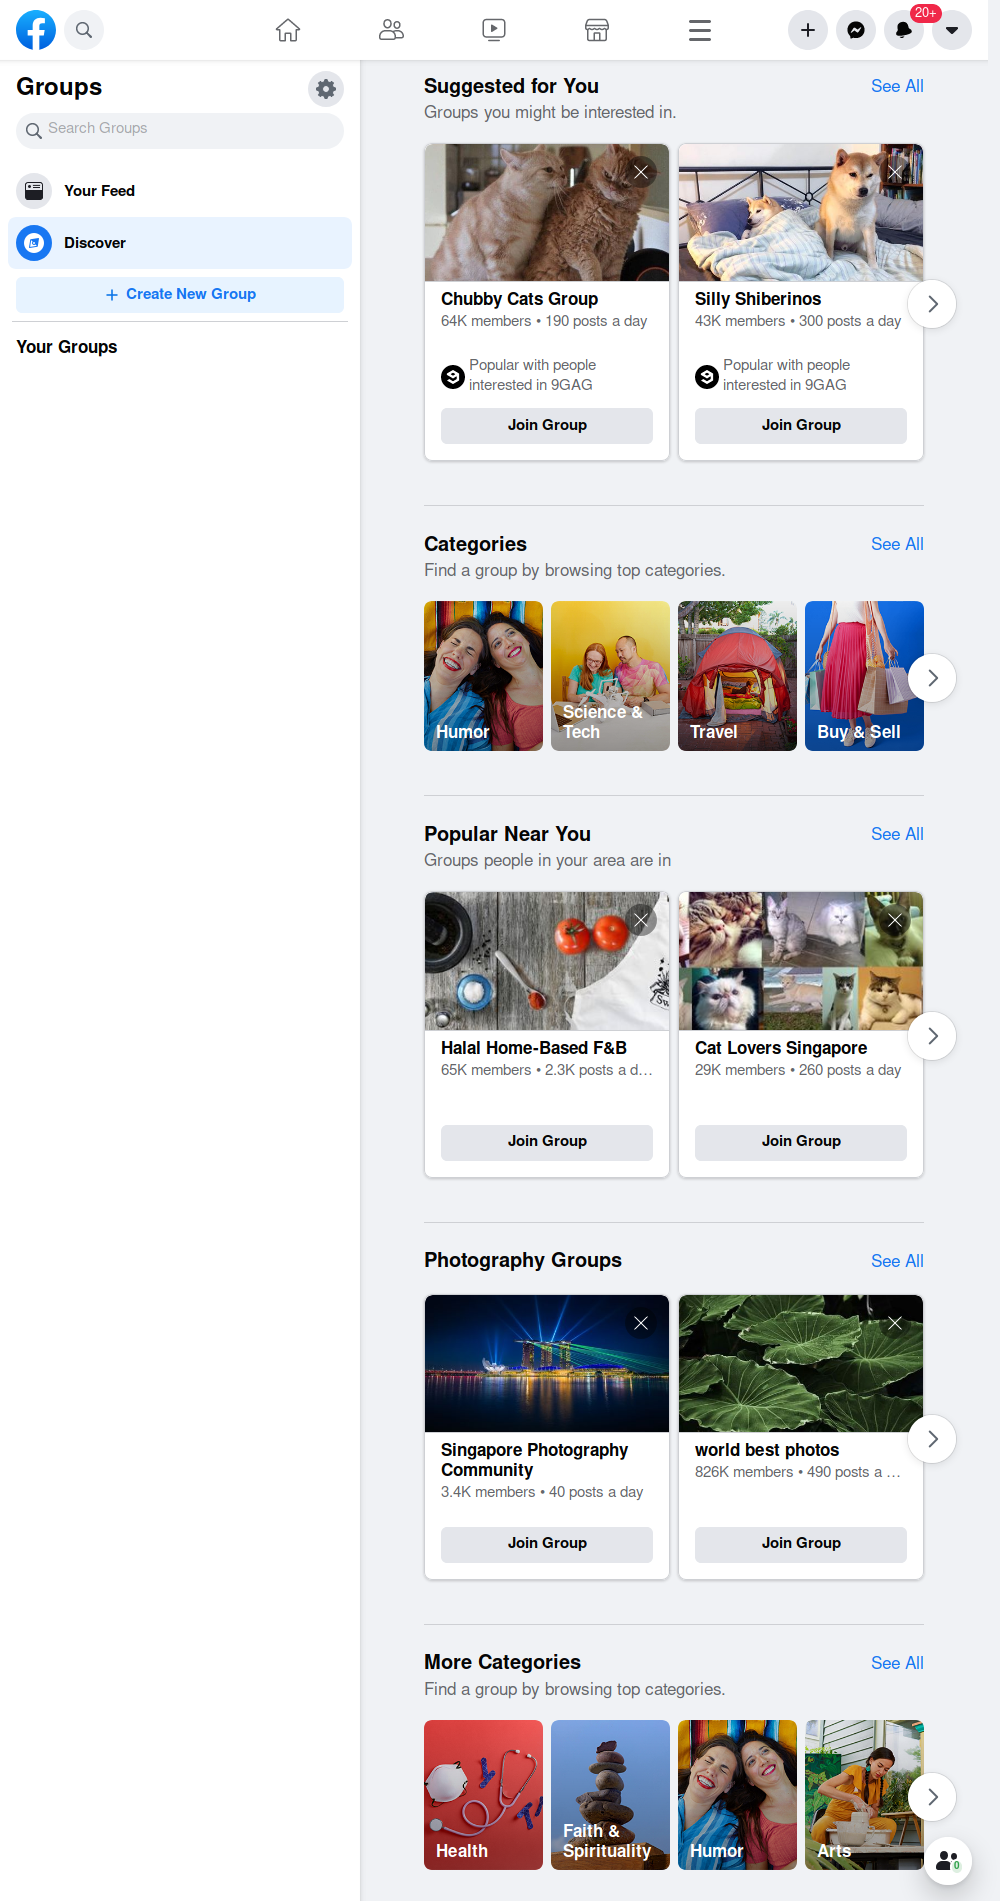 20+
Groups
Search Groups
Your Feed
Discover
+ Create New Group
Your Groups
Suggested for You
See All
Groups you might be interested in.
Chubby Cats Group
64K members • 190 posts a day
Popular with people
interested in 9GAG
Join Group
Silly Shiberinos
43K members • 300 posts a day
Popular with people
interested in 9GAG
Join Group
Categories
See All
Find a group by browsing top categories.
Humor
Science &
Tech
Travel
Buy & Sell
Popular Near You
See All
Groups people in your area are in
Halal Home-Based F&B
65K members • 2.3K posts a d…
Join Group
Cat Lovers Singapore
29K members • 260 posts a day
Join Group
Photography Groups
See All
Singapore Photography
Community
3.4K members • 40 posts a day
Join Group
world best photos
826K members • 490 posts a …
Join Group
More Categories
See All
Find a group by browsing top categories.
Health
Faith &
Spirituality
Humor
Arts
0